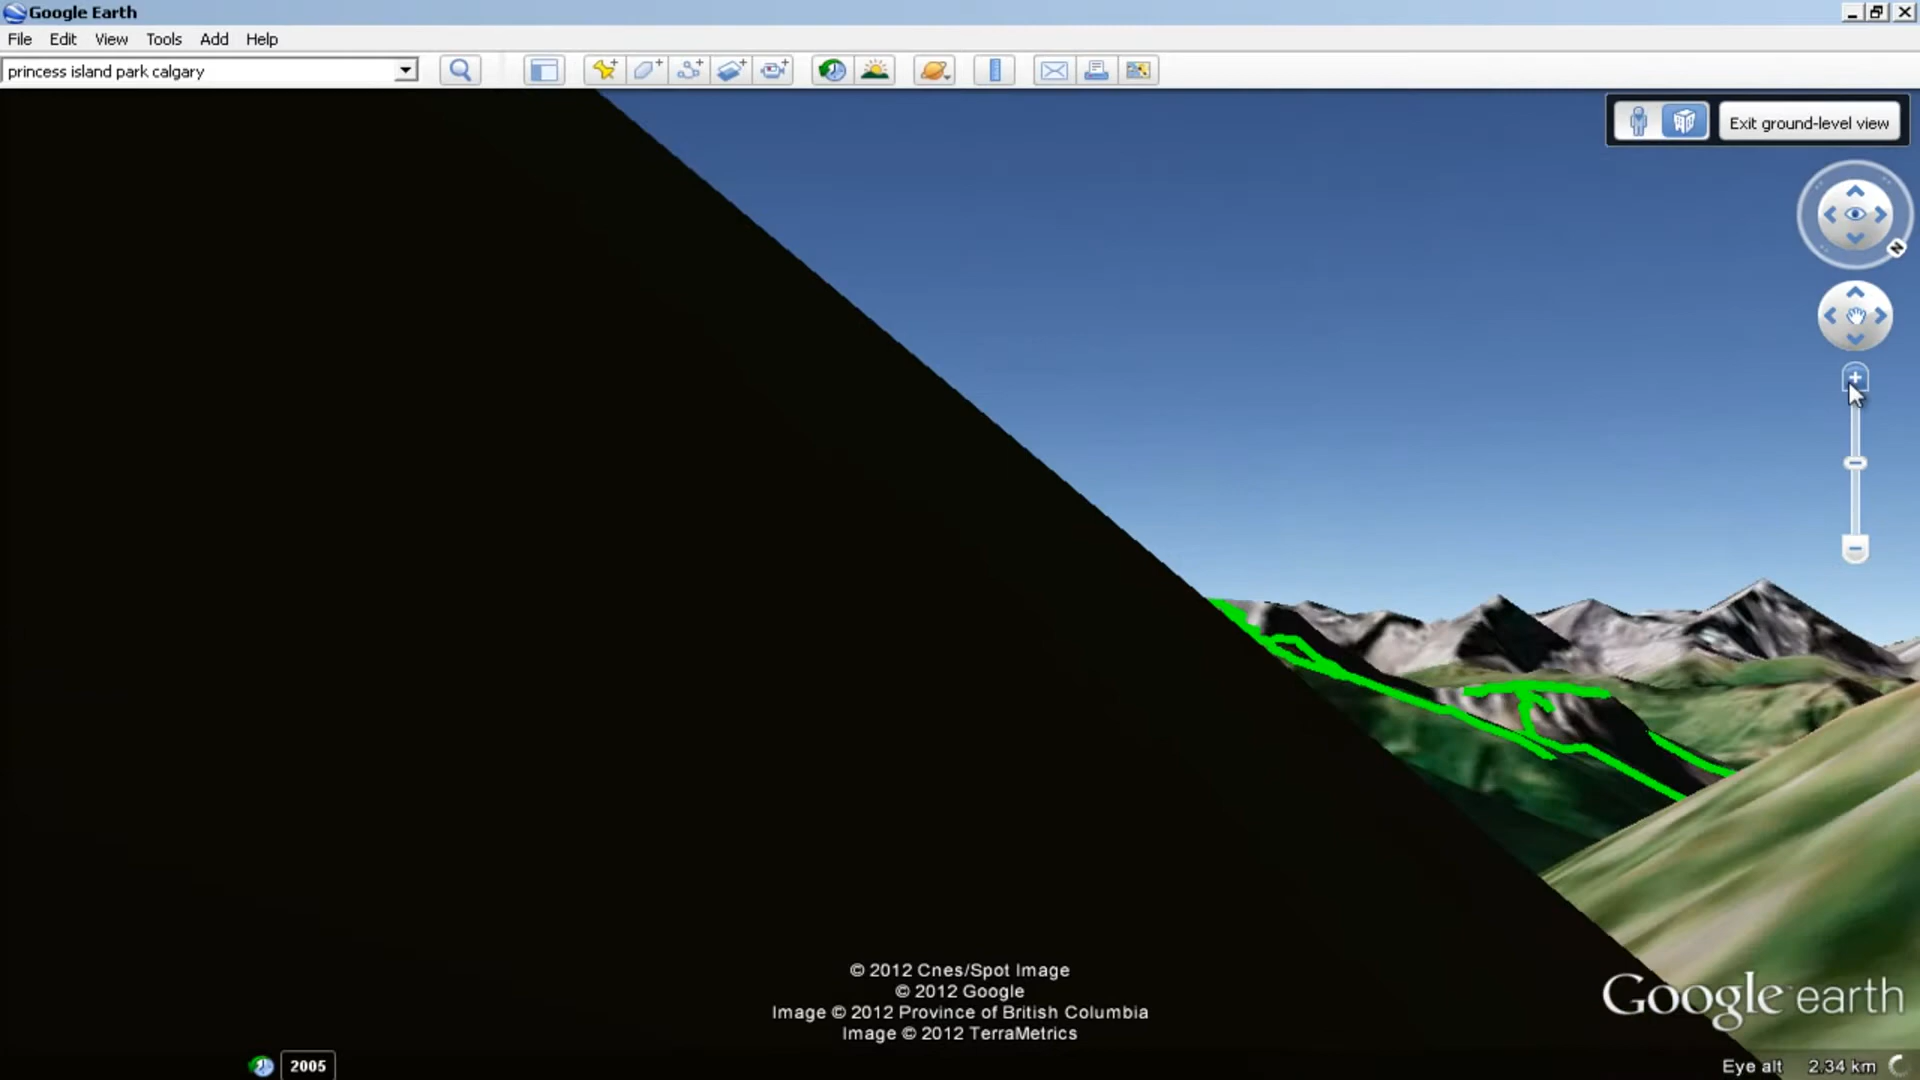 Google Earth
File Edit View Tools Add Help
princess island park calgary
Exit ground-level view
N
© 2012 Cnes/Spot Image
© 2012 Google
Image © 2012 Province of British Columbia
Image © 2012 TerraMetrics
Google earth
2005
Eye alt 2.34 km